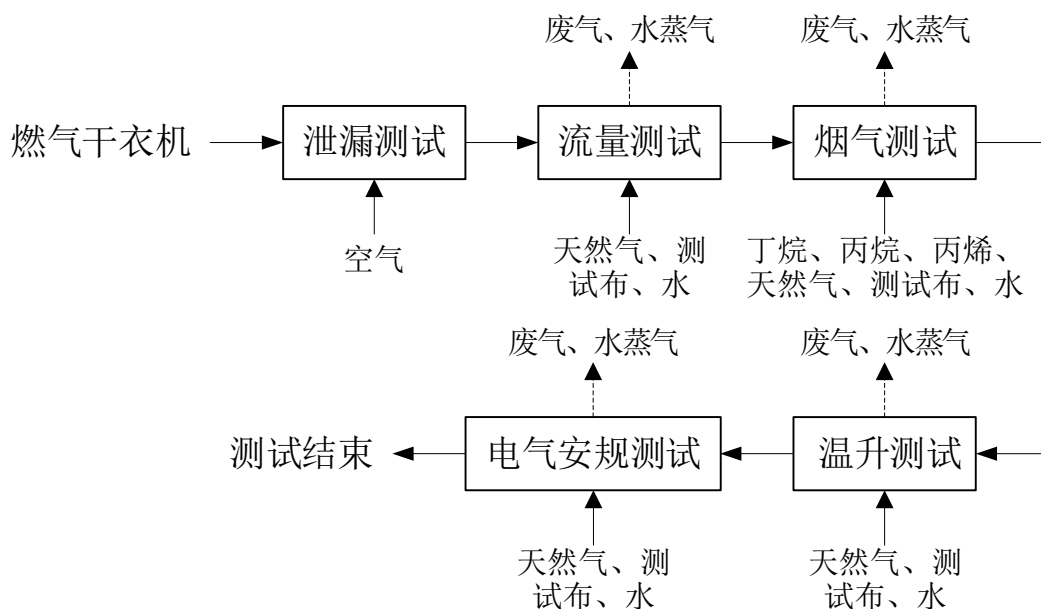 废气、水蒸气
废气、水蒸气
燃气干衣机
泄漏测试
流量测试
烟气测试
空气
天然气、测
试布、水
丁烷、丙烷、丙烯、
天然气、测试布、水
废气、水蒸气
废气、水蒸气
测试结束
电气安规测试
温升测试
天然气、测
试布、水
天然气、测
试布、水